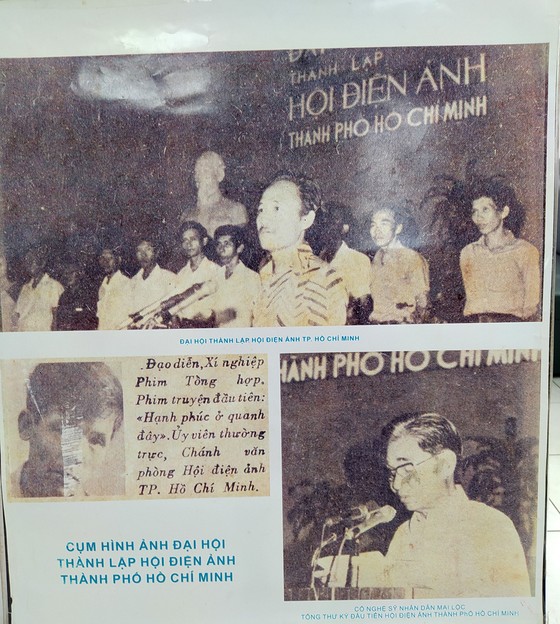 ĐẠI
THÀNH LẬP
HỘI ĐIỆN ẢNH
THÀNH PHỐ HỒ CHÍ MINH
ĐẠI HỘI THÀNH LẬP HỘI ĐIỆN ẢNH TP. HỒ CHÍ MINH
. Đạo diễn, Xí nghiệp
Phim Tổng hợp.
Phim truyện đầu tiên:
«Hạnh phúc ở quanh
đây». Ủy viên thường
trực, Chánh văn
phòng Hội điện ảnh
TP. Hồ Chí Minh.
THÀNH PHỐ HỒ CHÍ MINH
CỤM HÌNH ẢNH ĐẠI HỘI
THÀNH LẬP HỘI ĐIỆN ẢNH
THÀNH PHỐ HỒ CHÍ MINH
CỐ NGHỆ SỸ NHÂN DÂN MAI LỘC
TỔNG THƯ KÝ ĐẦU TIÊN HỘI ĐIỆN ẢNH THÀNH PHỐ HỒ CHÍ MINH